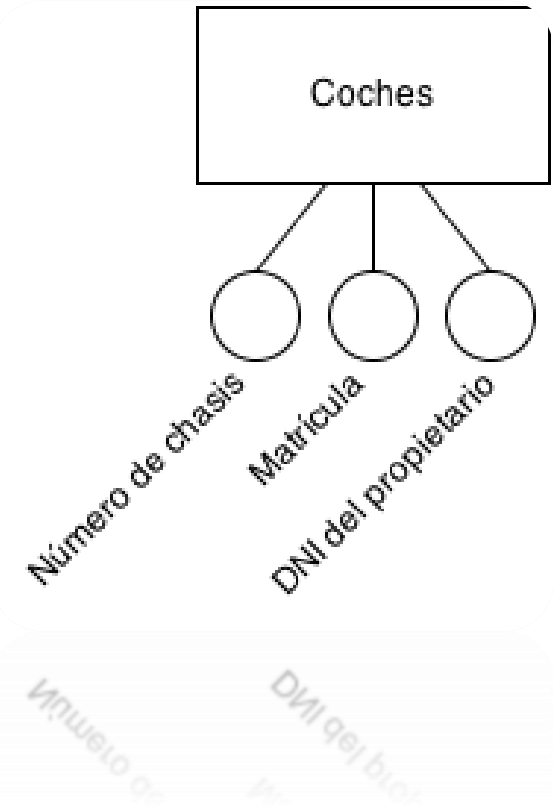 Coches
Número de chasis
Matrícula
DNI del propietario